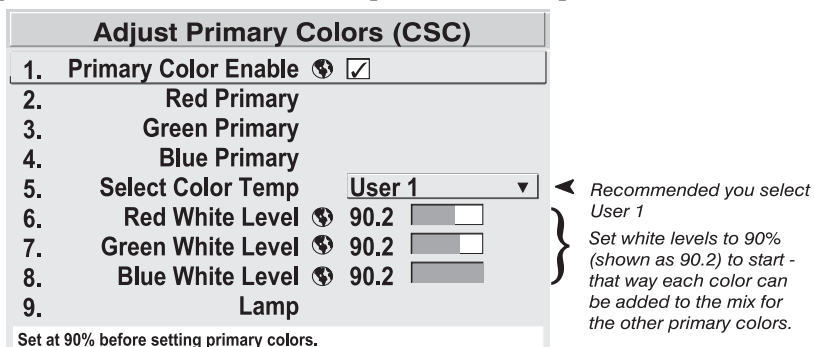 Adjust Primary Colors (CSC)
1. Primary Color Enable
2. Red Primary
3. Green Primary
4. Blue Primary
5. Select Color Temp User 1
6. Red White Level 90.2
7. Green White Level 90.2
8. Blue White Level 90.2
9. Lamp
Set at 90% before setting primary colors.
Recommended you select
User 1
Set white levels to 90%
(shown as 90.2) to start -
that way each color can
be added to the mix for
the other primary colors.